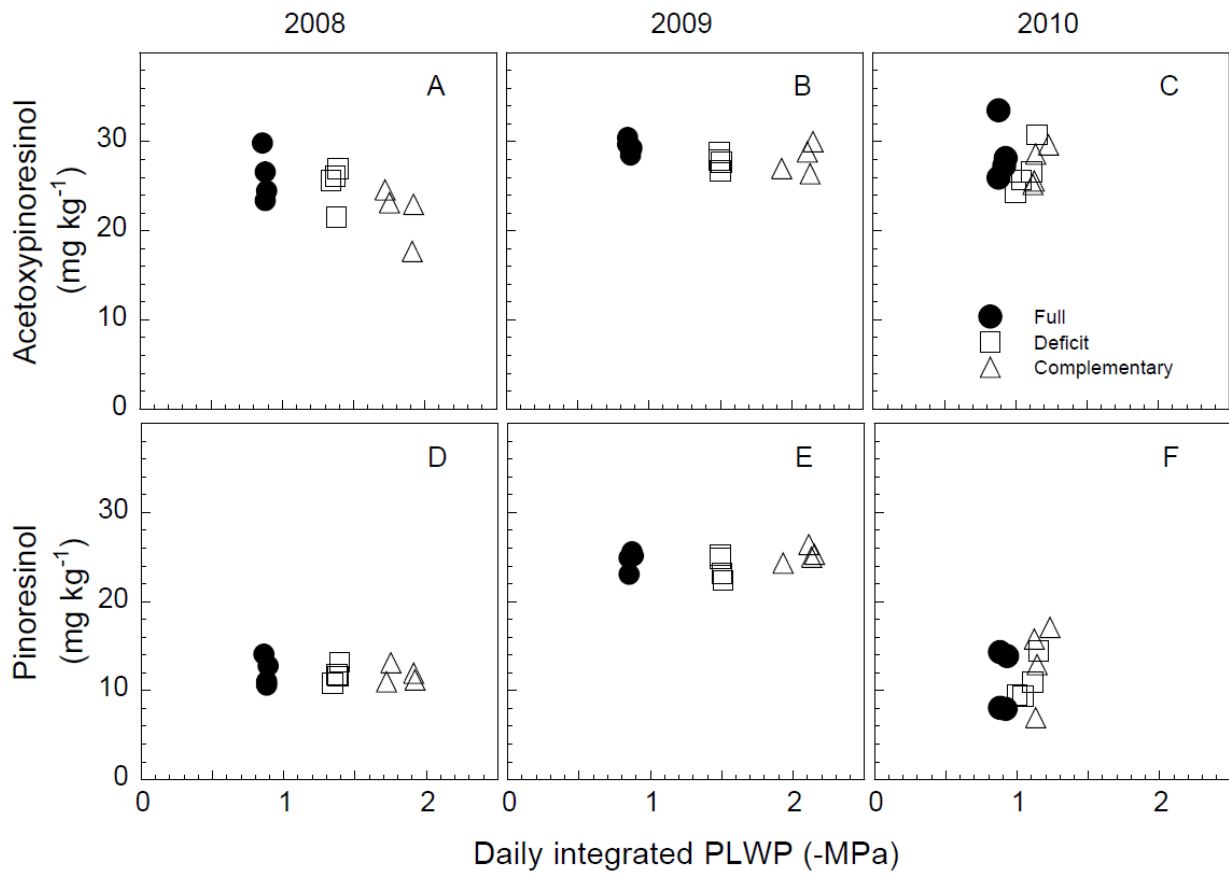 2008 2009 2010
A B C
Acetoxypinoresinol
(mg kg⁻¹)
30
20
10
0
Full
Deficit
Complementary
D E F
Pinoresinol
(mg kg⁻¹)
30
20
10
0
0 1 2 0 1 2 0 1 2
Daily integrated PLWP (-MPa)